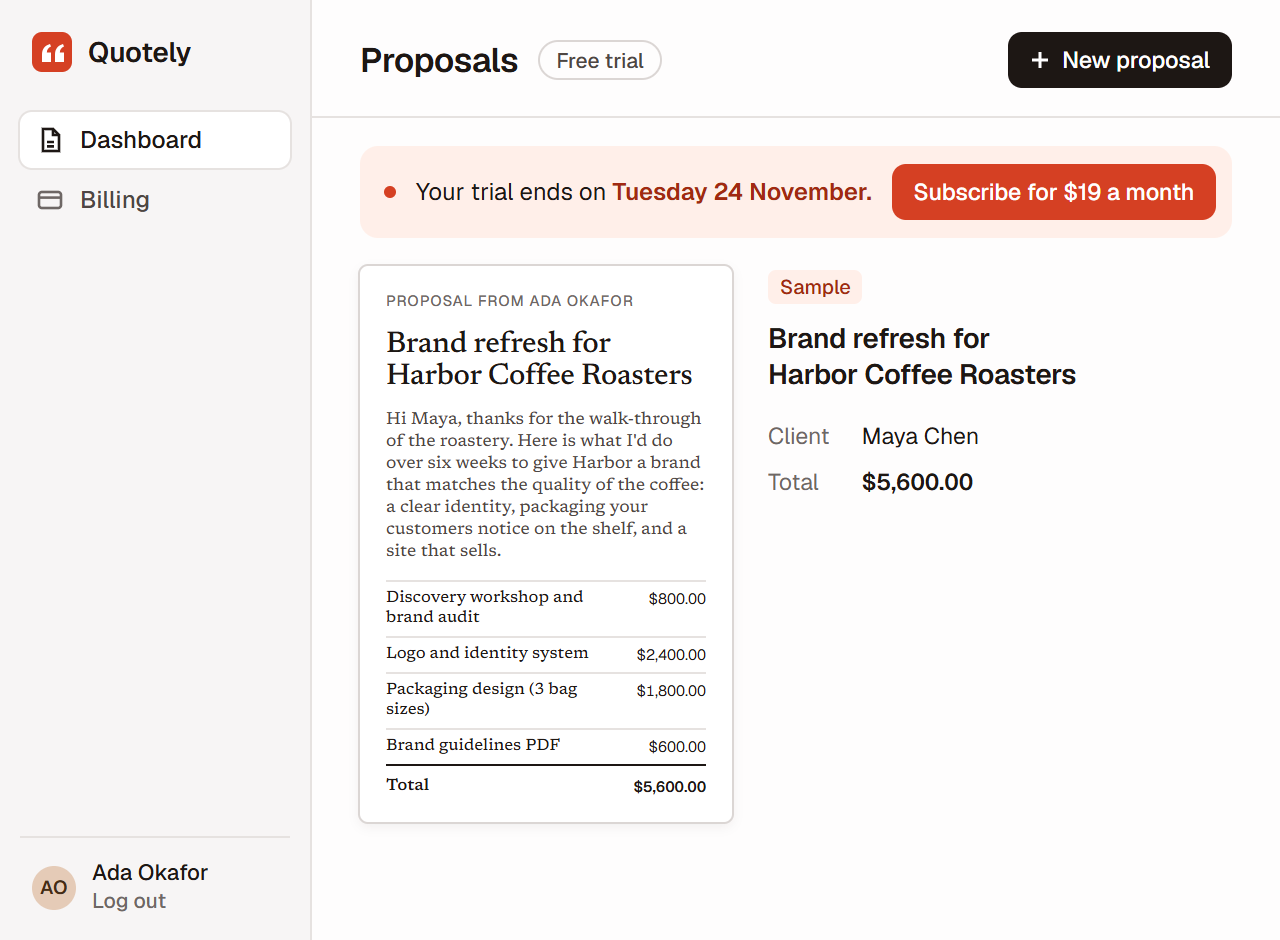 Quotely
Dashboard
Billing
Ada Okafor
AO
Log out
Proposals
Free trial
+ New proposal
Your trial ends on Tuesday 24 November.
Subscribe for $19 a month
PROPOSAL FROM ADA OKAFOR
Brand refresh for
Harbor Coffee Roasters
Hi Maya, thanks for the walk-through
of the roastery. Here is what I'd do
over six weeks to give Harbor a brand
that matches the quality of the coffee:
a clear identity, packaging your
customers notice on the shelf, and a
site that sells.
Discovery workshop and $800.00
brand audit
Logo and identity system $2,400.00
Packaging design (3 bag $1,800.00
sizes)
Brand guidelines PDF $600.00
Total $5,600.00
Sample
Brand refresh for
Harbor Coffee Roasters
Client Maya Chen
Total $5,600.00